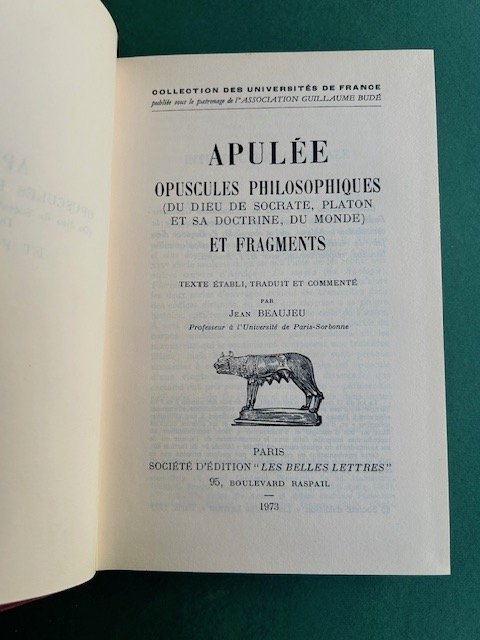 COLLECTION DES UNIVERSITÉS DE FRANCE
publiée sous le patronage de l'ASSOCIATION GUILLAUME BUDÉ
APULÉE
OPUSCULES PHILOSOPHIQUES
(DU DIEU DE SOCRATE, PLATON
ET SA DOCTRINE, DU MONDE)
ET FRAGMENTS
TEXTE ÉTABLI, TRADUIT ET COMMENTÉ
PAR
JEAN BEAUJEU
Professeur à l'Université de Paris-Sorbonne
PARIS
SOCIÉTÉ D'ÉDITION "LES BELLES LETTRES"
95, BOULEVARD RASPAIL
—
1973